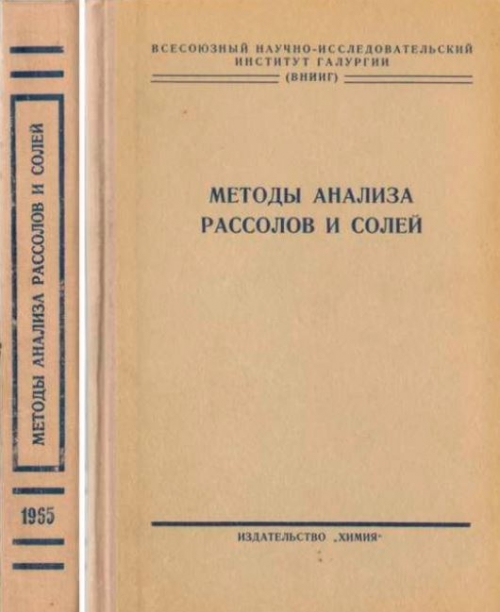 МЕТОДЫ АНАЛИЗА РАССОЛОВ И СОЛЕЙ
1965
ВСЕСОЮЗНЫЙ НАУЧНО-ИССЛЕДОВАТЕЛЬСКИЙ
ИНСТИТУТ ГАЛУРГИИ
(ВНИИГ)
МЕТОДЫ АНАЛИЗА
РАССОЛОВ И СОЛЕЙ
ИЗДАТЕЛЬСТВО „ХИМИЯ“